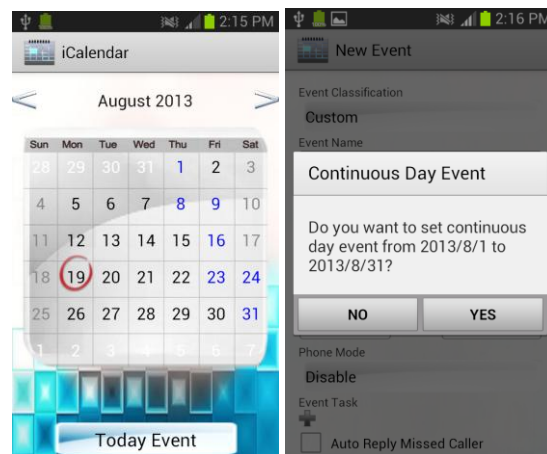 2:15 PM
iCalendar
August 2013
Sun Mon Tue Wed Thu Fri Sat
28 29 30 31 1 2 3
4 5 6 7 8 9 10
11 12 13 14 15 16 17
18 19 20 21 22 23 24
25 26 27 28 29 30 31
1 2 3 4 5 6 7
Today Event
2:16 PM
New Event
Event Classification
Custom
Event Name
Continuous Day Event
Do you want to set continuous
day event from 2013/8/1 to
2013/8/31?
NO YES
Phone Mode
Disable
Event Task
Auto Reply Missed Caller